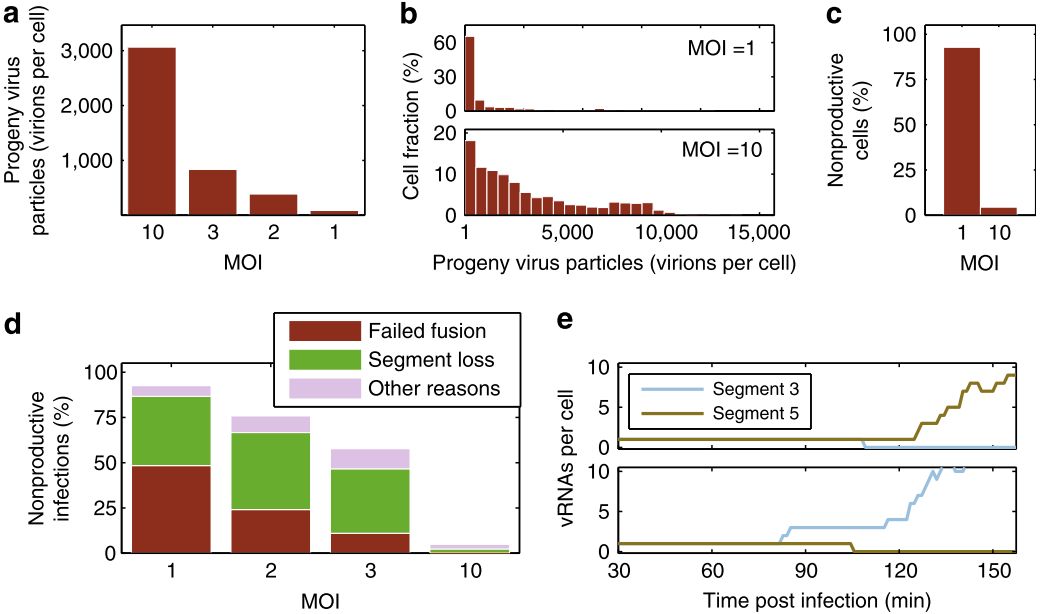 a
Progeny virus
particles (virions per cell)
3,000
2,000
1,000
10 3 2 1
MOI
b
Cell fraction (%)
60
30
0
MOI =1
20
10
0
MOI =10
1 5,000 10,000 15,000
Progeny virus particles (virions per cell)
c
Nonproductive
cells (%)
100
75
50
25
0
1 10
MOI
d
Failed fusion
Segment loss
Other reasons
Nonproductive
infections (%)
100
75
50
25
0
1 2 3 10
MOI
e
vRNAs per cell
10
5
0
Segment 3
Segment 5
10
5
0
30 60 90 120 150
Time post infection (min)